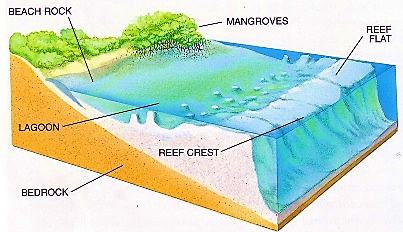 BEACH ROCK
MANGROVES
REEF
FLAT
LAGOON
REEF CREST
BEDROCK